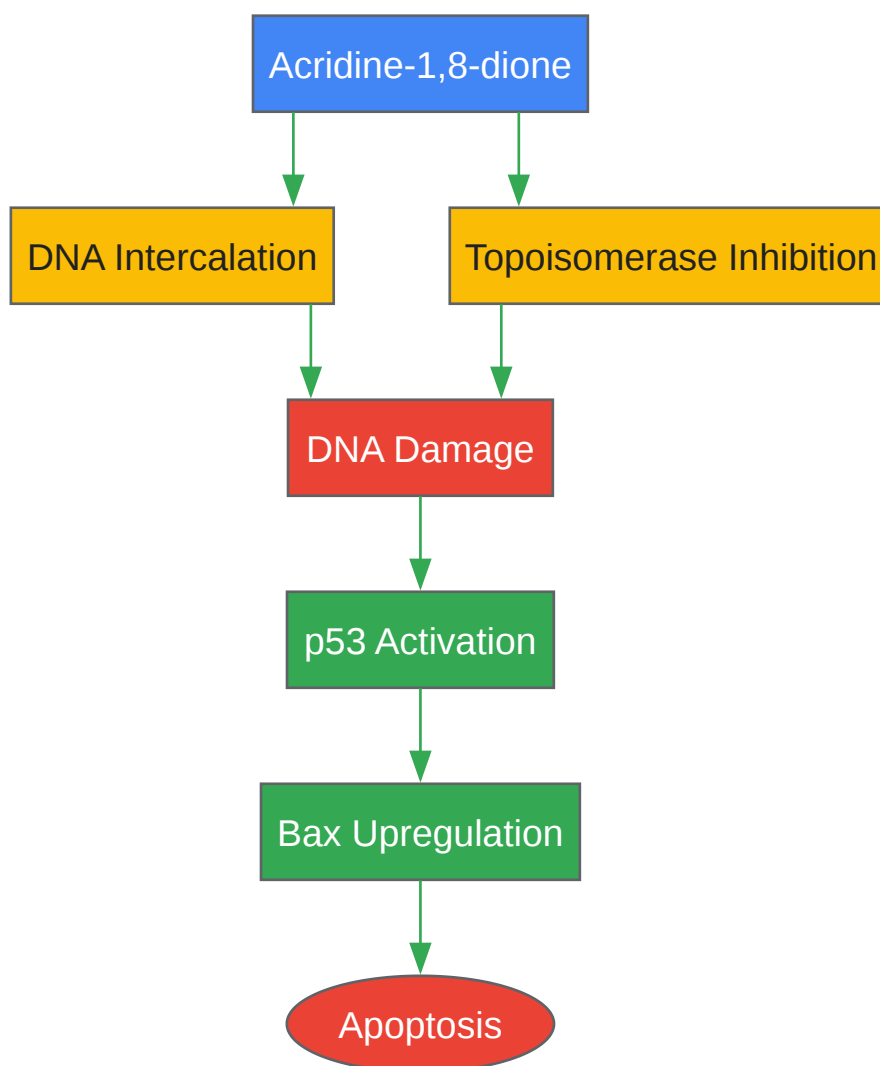 Acridine-1,8-dione
DNA Intercalation
Topoisomerase Inhibition
DNA Damage
p53 Activation
Bax Upregulation
Apoptosis